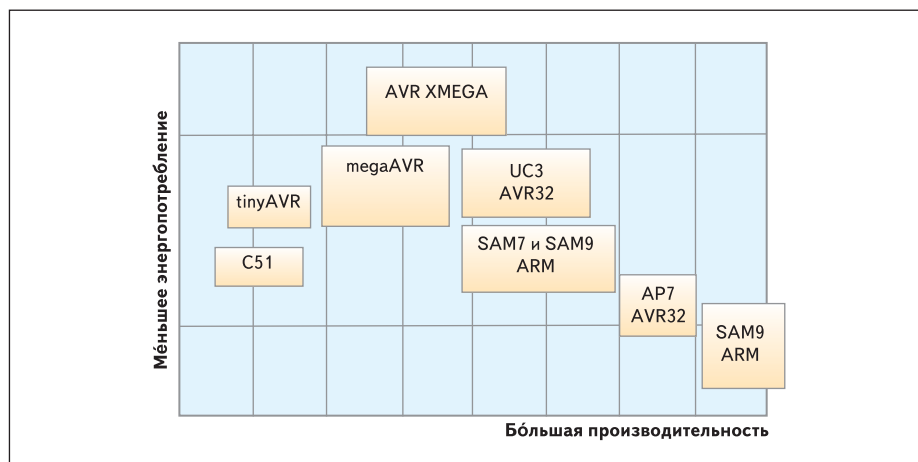 AVR XMEGA
megaAVR
UC3
AVR32
tinyAVR
SAM7 и SAM9
ARM
C51
AP7
AVR32
SAM9
ARM
Ме́ньшее энергопотребление
Бо́льшая производительность